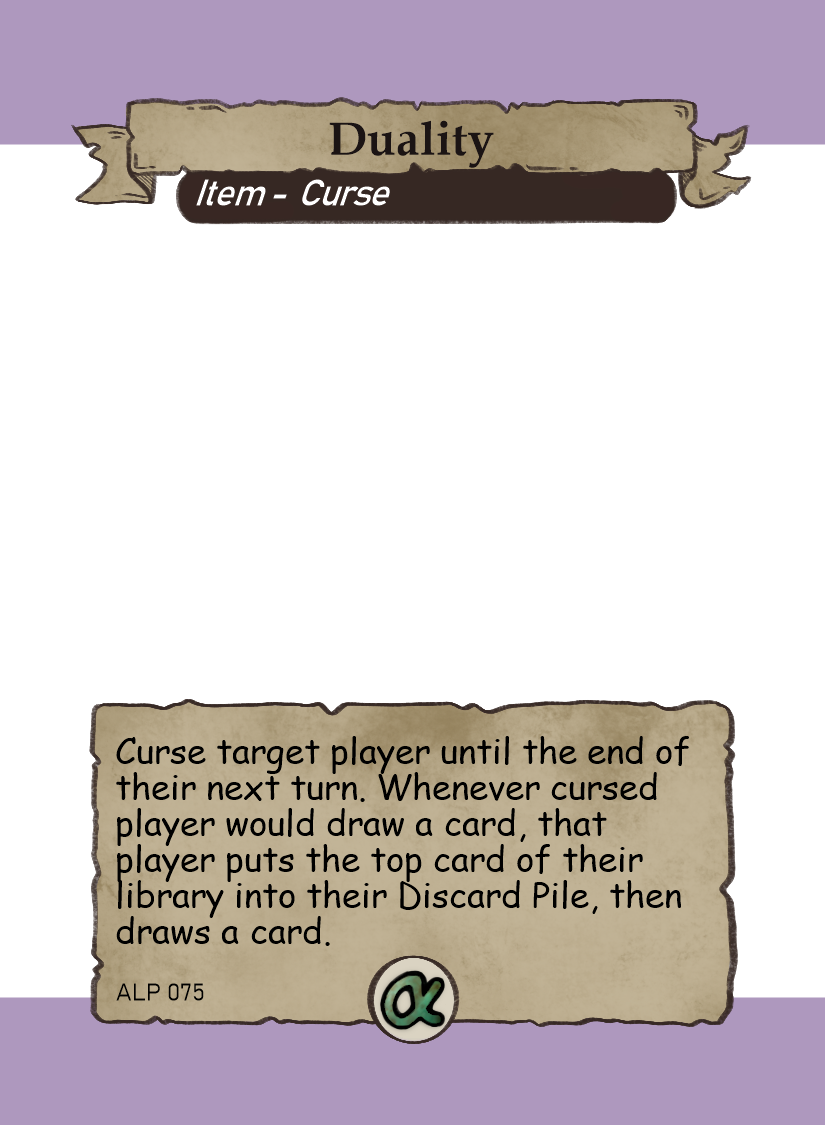 Duality
Item - Curse
Curse target player until the end of
their next turn. Whenever cursed
player would draw a card, that
player puts the top card of their
library into their Discard Pile, then
draws a card.
ALP 075
α